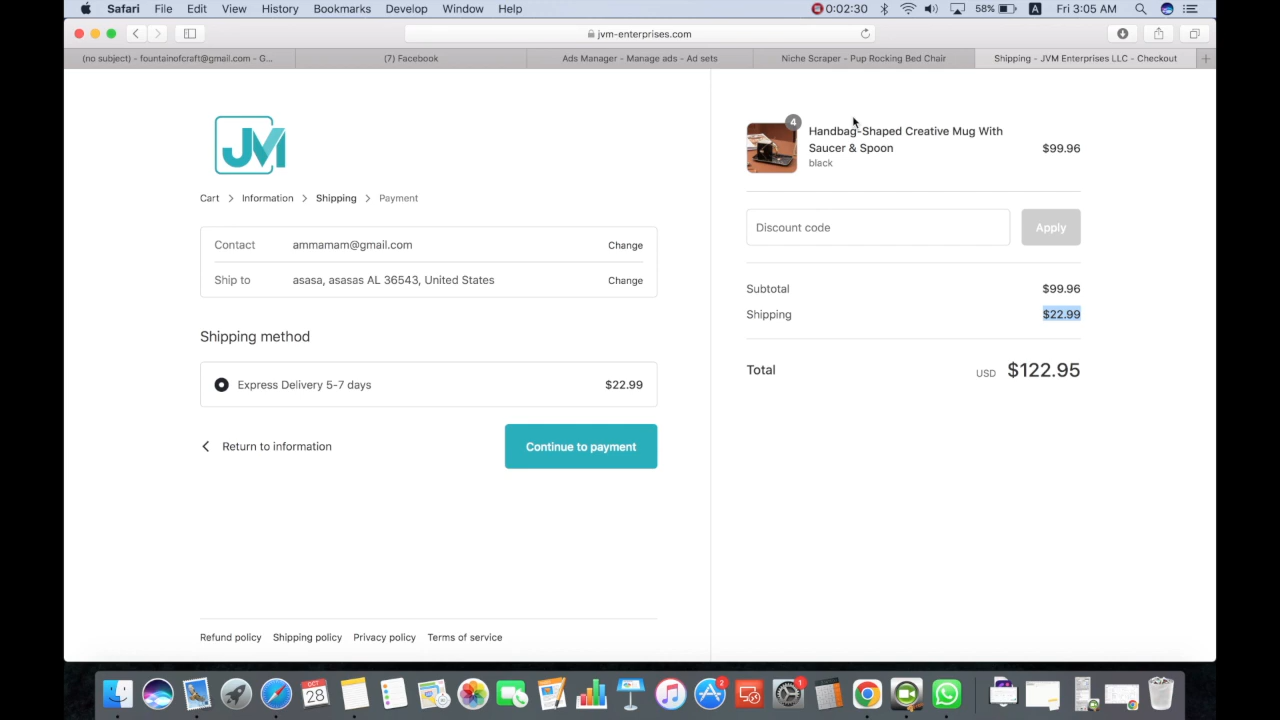 Safari File Edit View History Bookmarks Develop Window Help 0:02:30 58% A Fri 3:05 AM
jvm-enterprises.com
(no subject) - fountainofcraft@gmail.com - G... (7) Facebook Ads Manager - Manage ads - Ad sets Niche Scraper - Pup Rocking Bed Chair Shipping - JVM Enterprises LLC - Checkout
JVM
Cart > Information > Shipping > Payment
Contact ammamam@gmail.com Change
Ship to asasa, asasas AL 36543, United States Change
Shipping method
Express Delivery 5-7 days $22.99
Return to information
Continue to payment
Refund policy Shipping policy Privacy policy Terms of service
4
Handbag-Shaped Creative Mug With
Saucer & Spoon $99.96
black
Discount code Apply
Subtotal $99.96
Shipping $22.99
Total USD $122.95
OCT
28
2
1